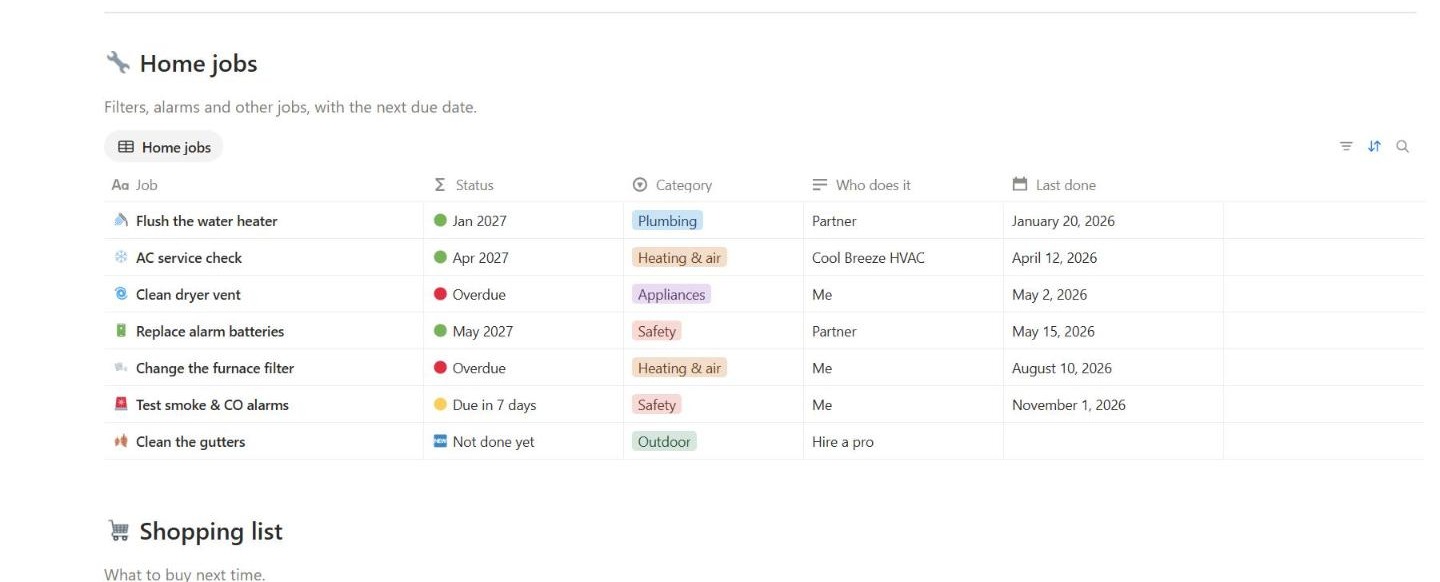 Home jobs
Filters, alarms and other jobs, with the next due date.
Home jobs
Aa Job Σ Status Category Who does it Last done
Flush the water heater Jan 2027 Plumbing Partner January 20, 2026
AC service check Apr 2027 Heating & air Cool Breeze HVAC April 12, 2026
Clean dryer vent Overdue Appliances Me May 2, 2026
Replace alarm batteries May 2027 Safety Partner May 15, 2026
Change the furnace filter Overdue Heating & air Me August 10, 2026
Test smoke & CO alarms Due in 7 days Safety Me November 1, 2026
Clean the gutters NEW Not done yet Outdoor Hire a pro
Shopping list
What to buy next time.